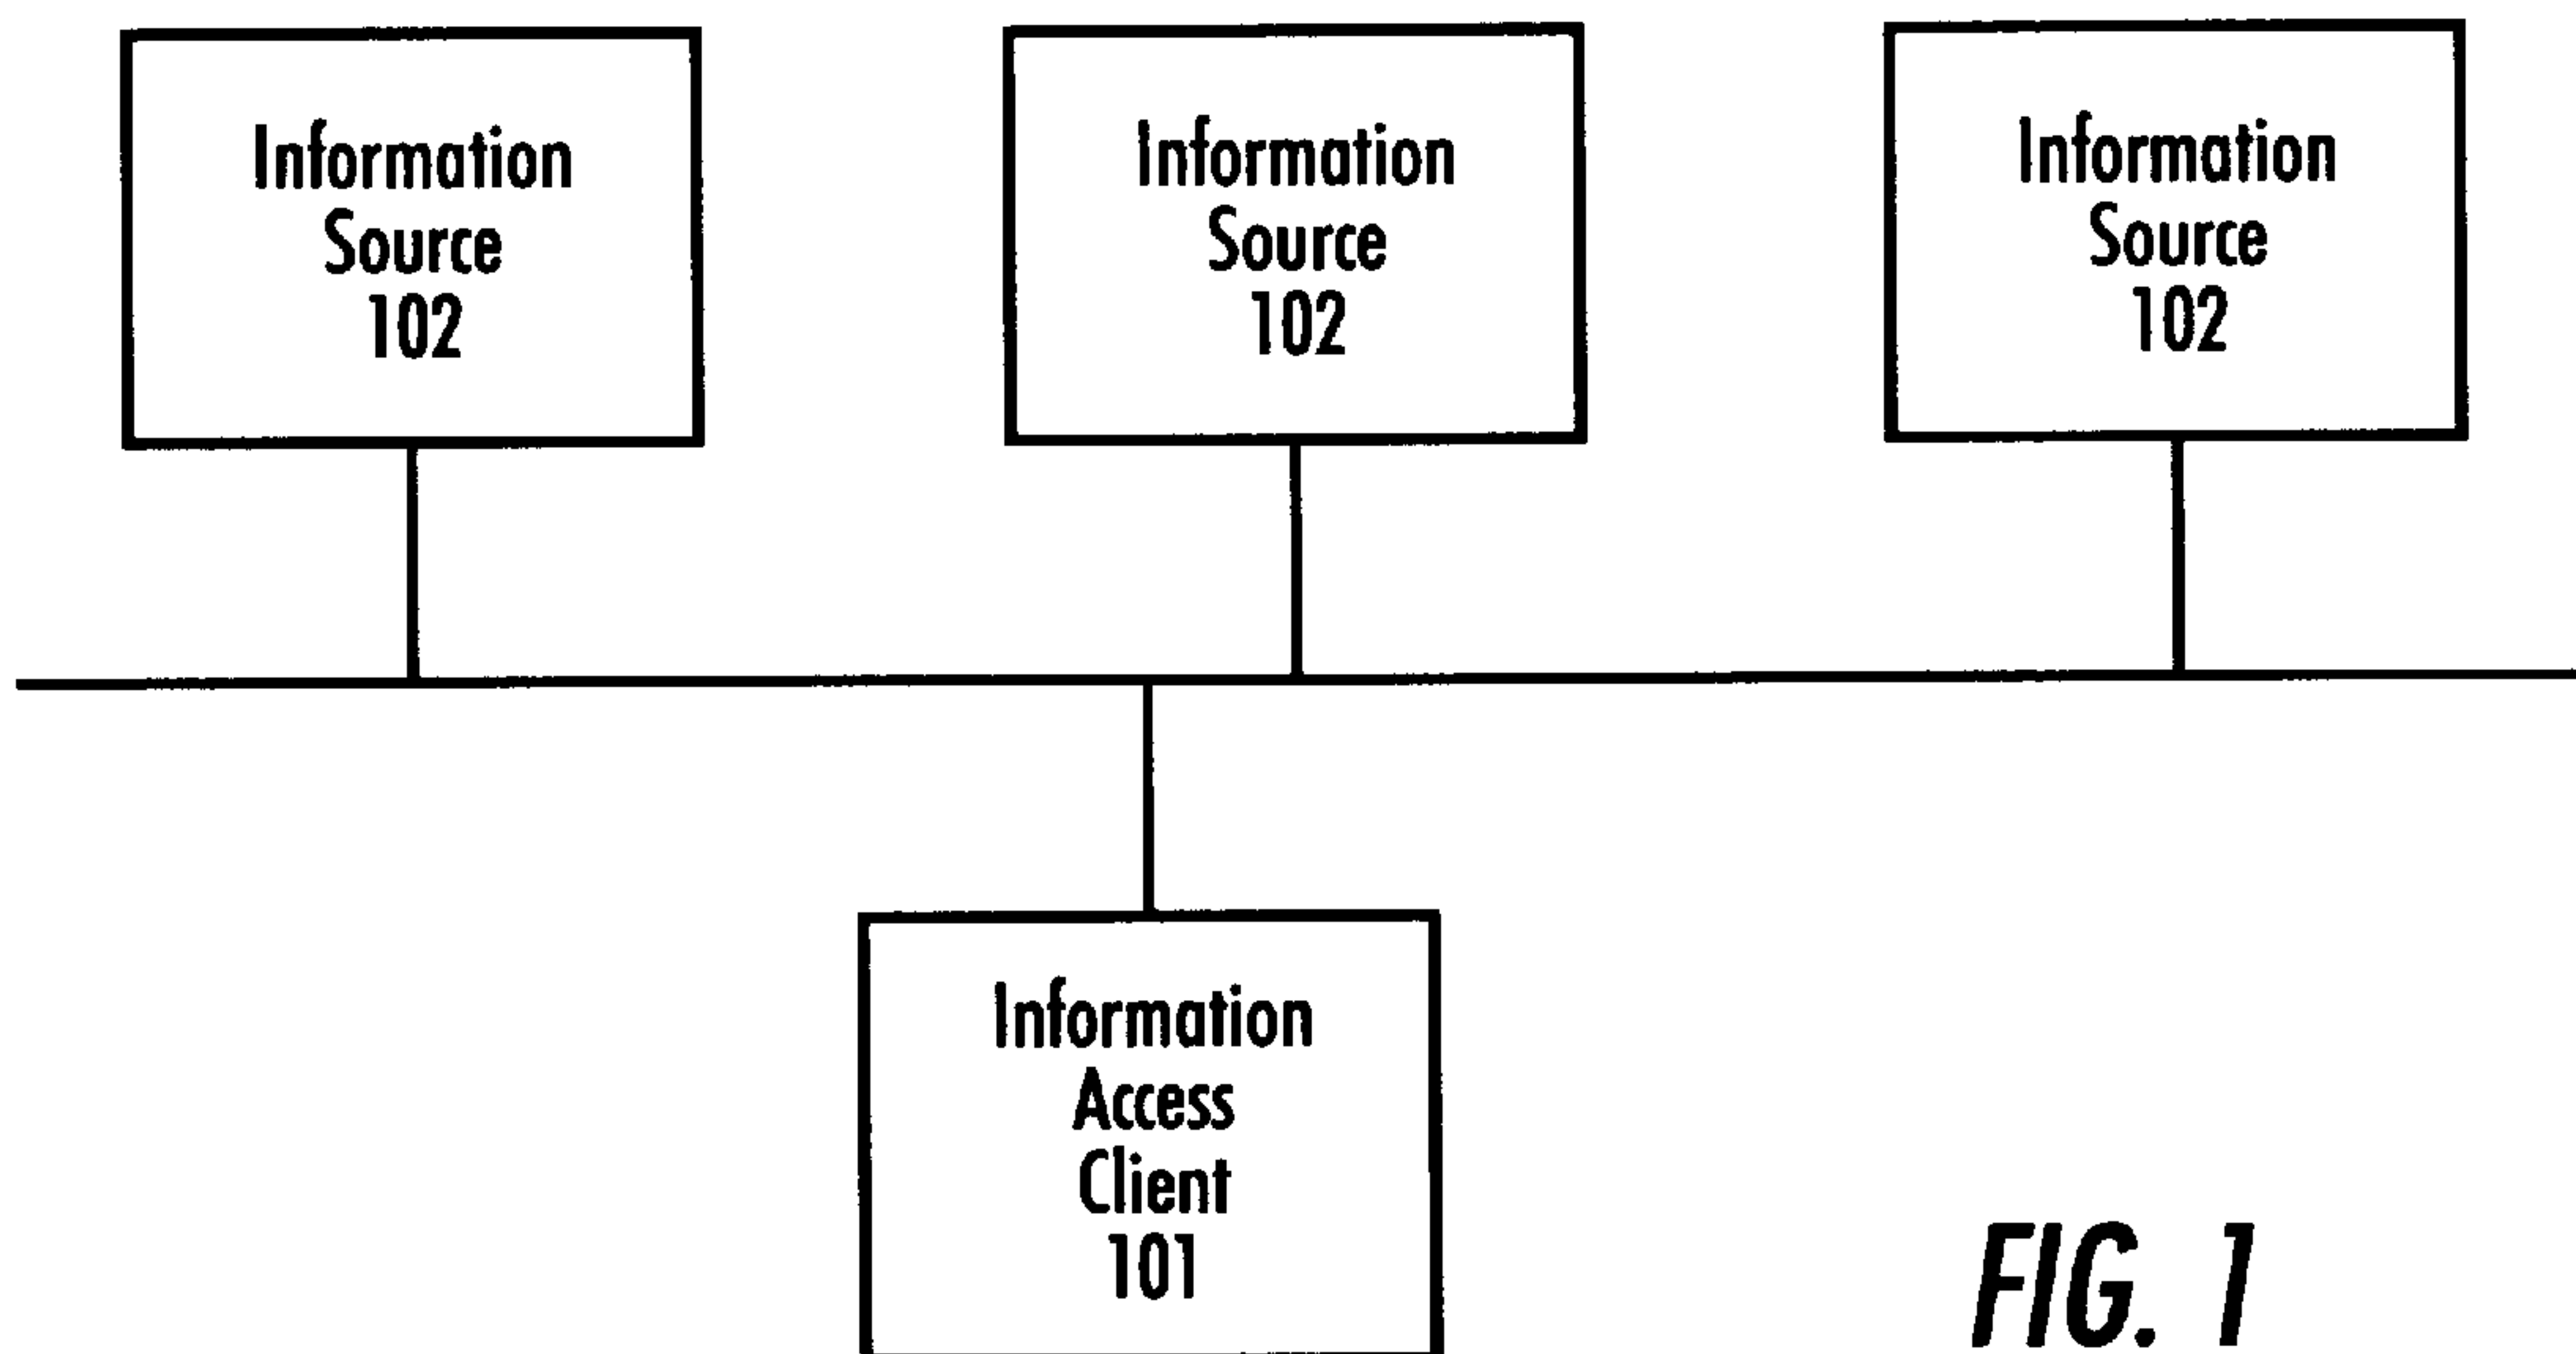 Information
Source
102
Information
Source
102
Information
Source
102
Information
Access
Client
101
FIG. 1